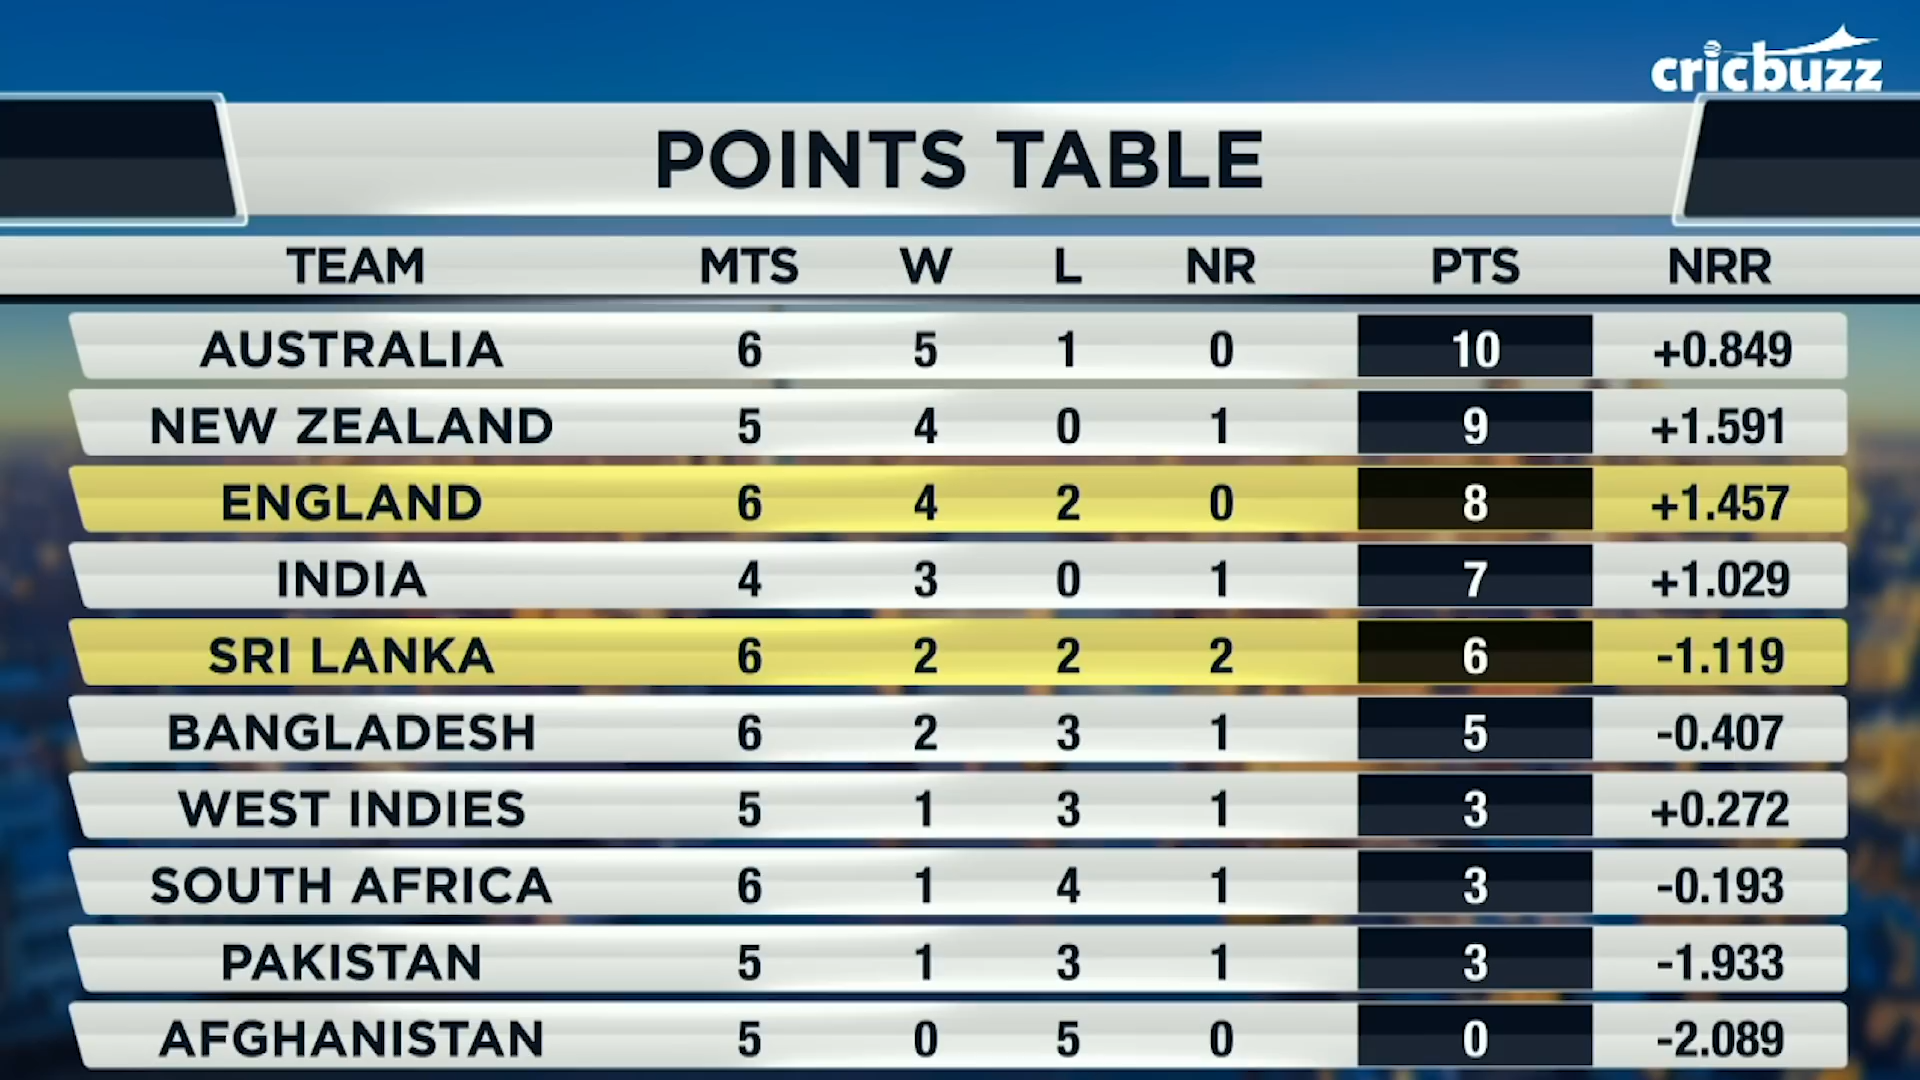 cricbuzz
POINTS TABLE
TEAM MTS W L NR PTS NRR
AUSTRALIA 6 5 1 0 10 +0.849
NEW ZEALAND 5 4 0 1 9 +1.591
ENGLAND 6 4 2 0 8 +1.457
INDIA 4 3 0 1 7 +1.029
SRI LANKA 6 2 2 2 6 -1.119
BANGLADESH 6 2 3 1 5 -0.407
WEST INDIES 5 1 3 1 3 +0.272
SOUTH AFRICA 6 1 4 1 3 -0.193
PAKISTAN 5 1 3 1 3 -1.933
AFGHANISTAN 5 0 5 0 0 -2.089